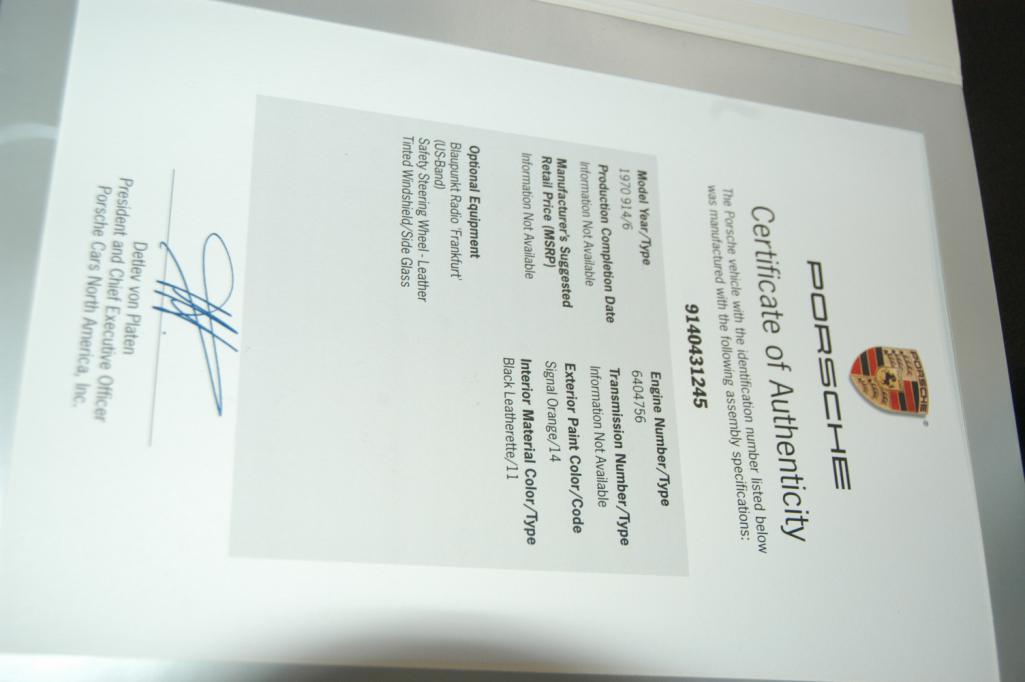 PORSCHE
PORSCHE
Certificate of Authenticity
The Porsche vehicle with the identification number listed below
was manufactured with the following assembly specifications:
9140431245
Model Year/Type
1970 914/6
Production Completion Date
Information Not Available
Manufacturer's Suggested
Retail Price (MSRP)
Information Not Available
Engine Number/Type
6404756
Transmission Number/Type
Information Not Available
Exterior Paint Color/Code
Signal Orange/14
Interior Material Color/Type
Black Leatherette/11
Optional Equipment
Blaupunkt Radio 'Frankfurt'
(US-Band)
Safety Steering Wheel - Leather
Tinted Windshield/Side Glass
Detlev von Platen
President and Chief Executive Officer
Porsche Cars North America, Inc.